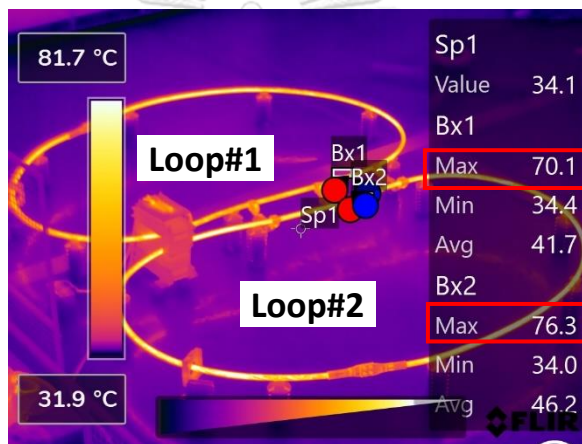 81.7 °C
Loop#1
Bx1
Bx2
Sp1
Loop#2
31.9 °C
Sp1
Value 34.1
Bx1
Max 70.1
Min 34.4
Avg 41.7
Bx2
Max 76.3
Min 34.0
Avg 46.2
FLIR